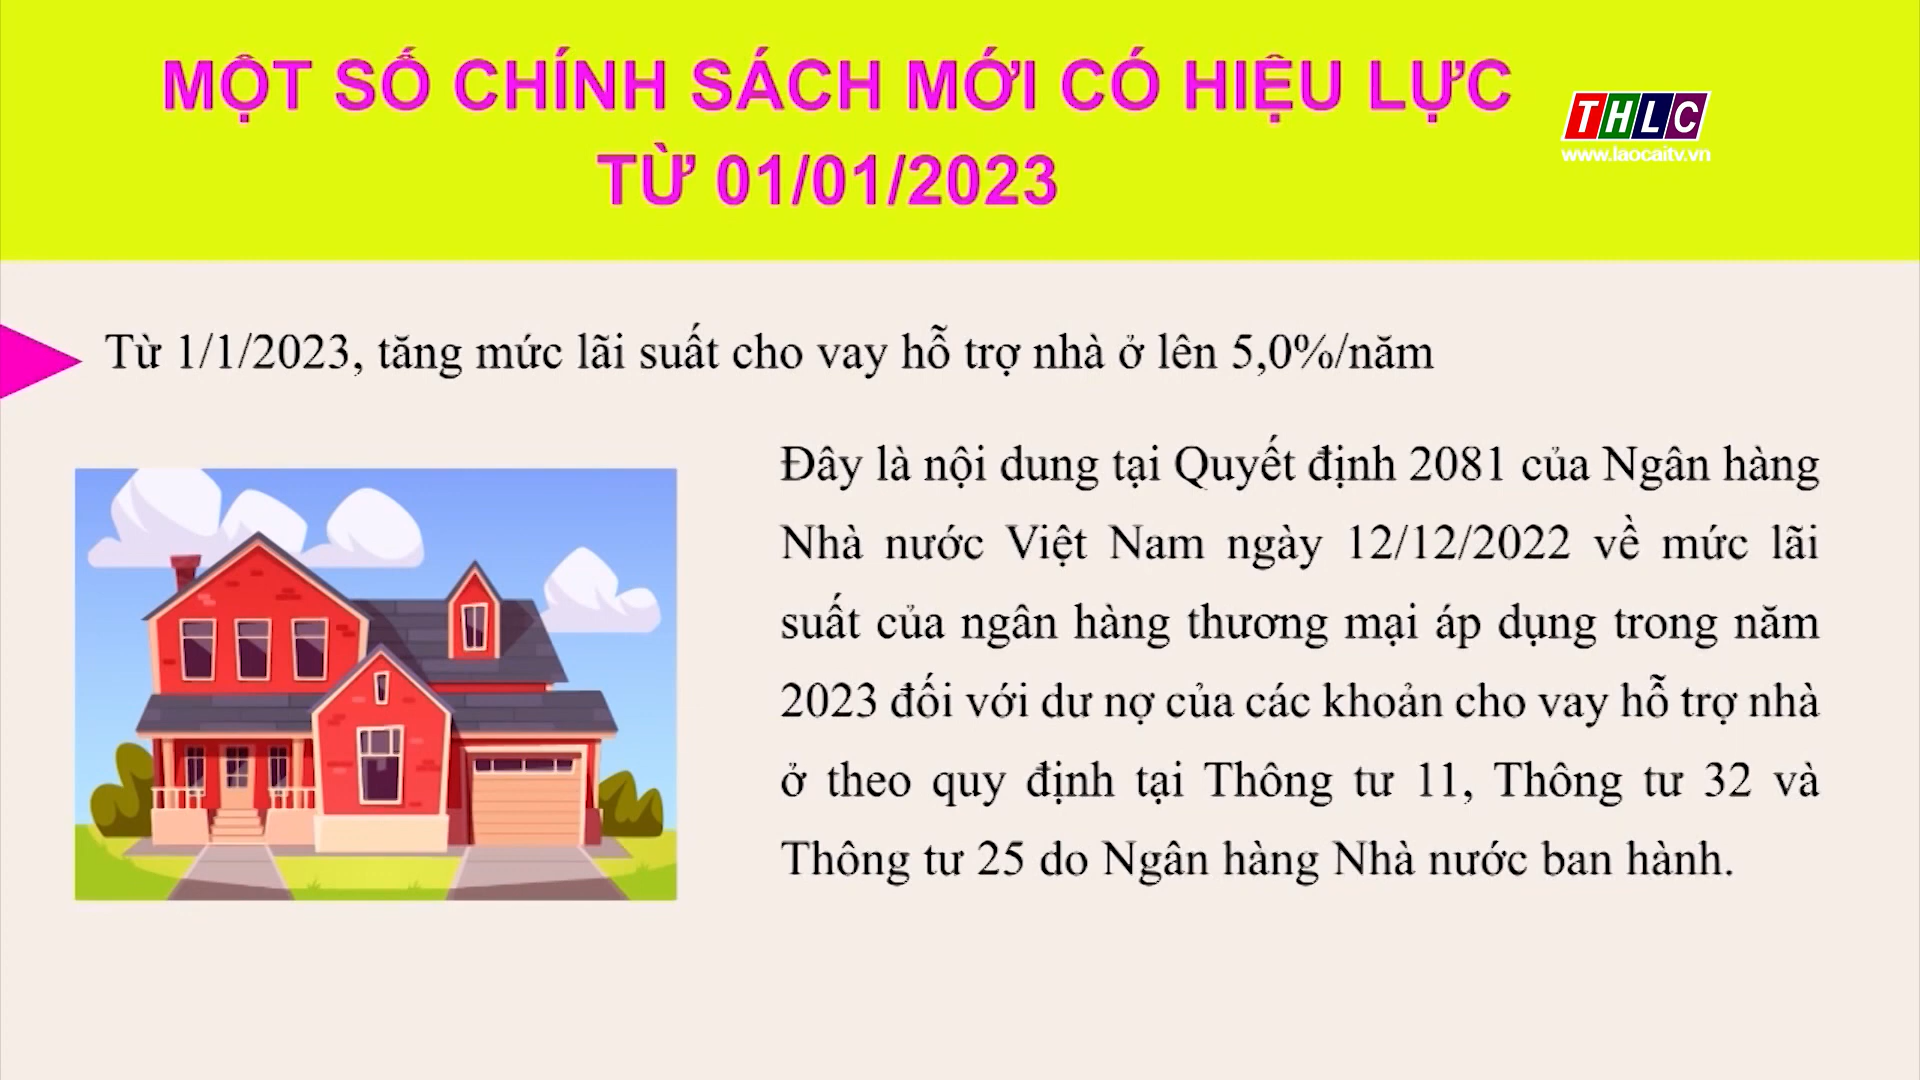 MỘT SỐ CHÍNH SÁCH MỚI CÓ HIỆU LỰC
TỪ 01/01/2023
THLC
www.laocaitv.vn
Từ 1/1/2023, tăng mức lãi suất cho vay hỗ trợ nhà ở lên 5,0%/năm
Đây là nội dung tại Quyết định 2081 của Ngân hàng
Nhà nước Việt Nam ngày 12/12/2022 về mức lãi
suất của ngân hàng thương mại áp dụng trong năm
2023 đối với dư nợ của các khoản cho vay hỗ trợ nhà
ở theo quy định tại Thông tư 11, Thông tư 32 và
Thông tư 25 do Ngân hàng Nhà nước ban hành.